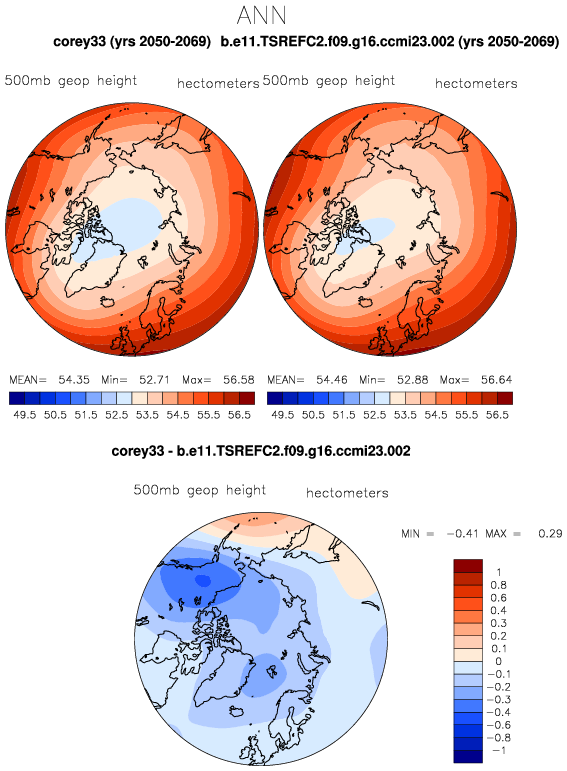 ANN
corey33 (yrs 2050-2069) b.e11.TSREFC2.f09.g16.ccmi23.002 (yrs 2050-2069)
500mb geop height hectometers 500mb geop height hectometers
MEAN= 54.35 Min= 52.71 Max= 56.58 MEAN= 54.46 Min= 52.88 Max= 56.64
49.5 50.5 51.5 52.5 53.5 54.5 55.5 56.5 49.5 50.5 51.5 52.5 53.5 54.5 55.5 56.5
corey33 - b.e11.TSREFC2.f09.g16.ccmi23.002
500mb geop height hectometers
MIN = -0.41 MAX = 0.29
1
0.8
0.6
0.4
0.2
0.1
0
-0.1
-0.2
-0.3
-0.4
-0.6
-0.8
-1